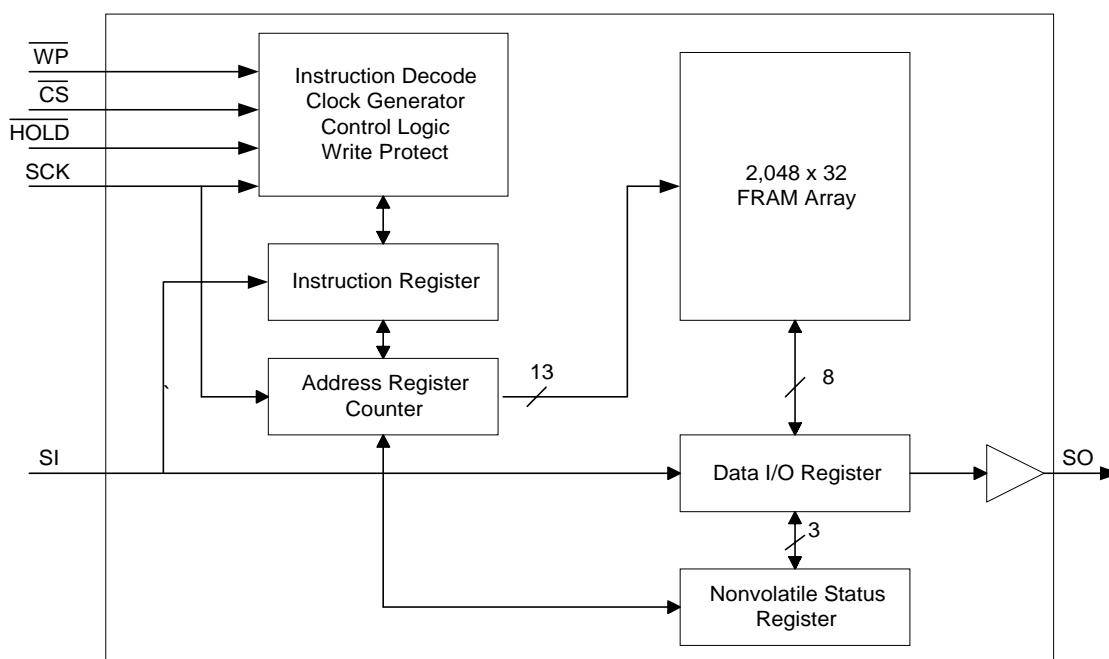 WP
CS
HOLD
SCK
Instruction Decode
Clock Generator
Control Logic
Write Protect
2,048 x 32
FRAM Array
Instruction Register
Address Register
Counter
13
8
`
SI
Data I/O Register
SO
3
Nonvolatile Status
Register